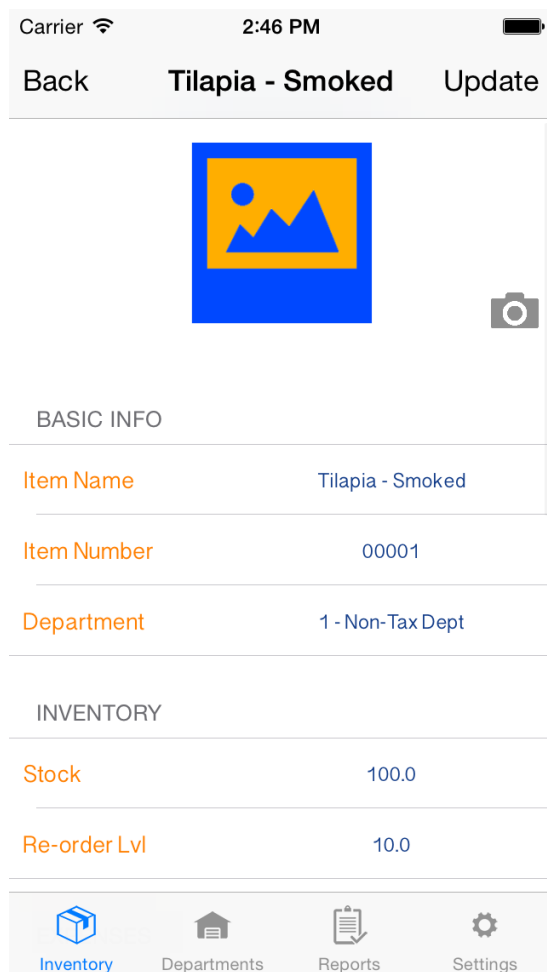 Carrier 2:46 PM
Back Tilapia - Smoked Update
BASIC INFO
Item Name Tilapia - Smoked
Item Number 00001
Department 1 - Non-Tax Dept
INVENTORY
Stock 100.0
Re-order Lvl 10.0
Inventory Departments Reports Settings